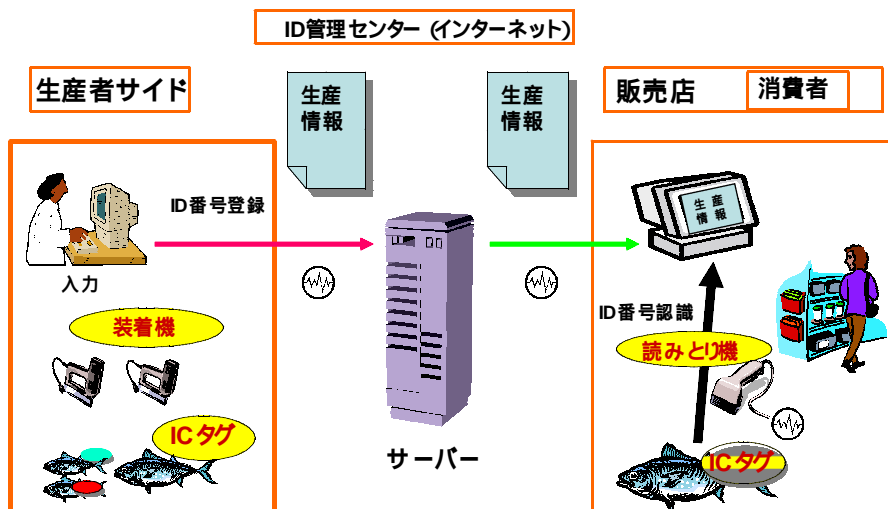 ID管理センター (インターネット)
生産者サイド
生産
情報
生産
情報
販売店
消費者
ID番号登録
生産
情報
入力
ID番号認識
装着機
読みとり機
ICタグ
サーバー
ICタグ